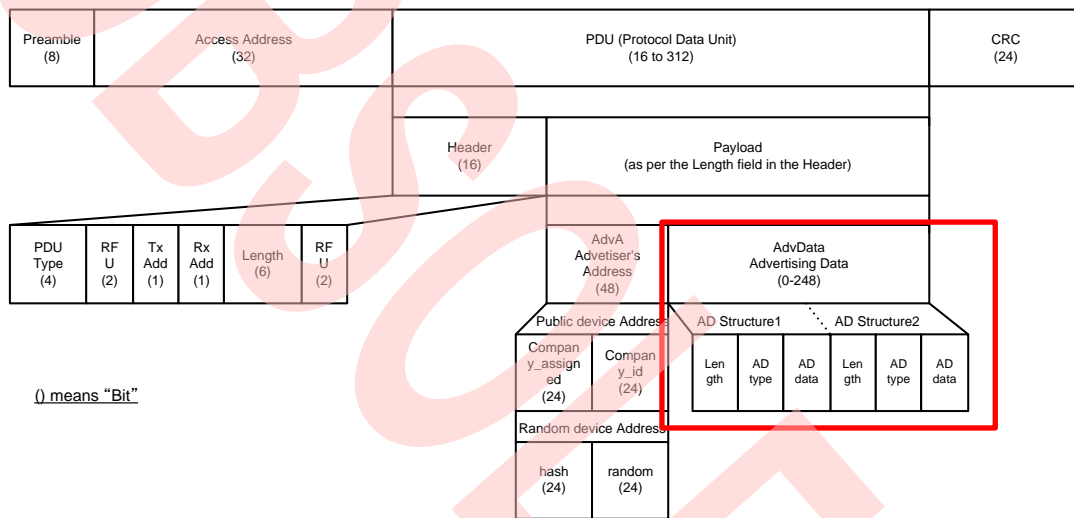 Preamble
(8)
Access Address
(32)
PDU (Protocol Data Unit)
(16 to 312)
CRC
(24)
Header
(16)
Payload
(as per the Length field in the Header)
PDU
Type
(4)
RF
U
(2)
Tx
Add
(1)
Rx
Add
(1)
Length
(6)
RF
U
(2)
AdvA
Advetiser's
Address
(48)
AdvData
Advertising Data
(0-248)
Public device Address
AD Structure1
AD Structure2
Compan
y_assign
ed
(24)
Compan
y_id
(24)
Len
gth
AD
type
AD
data
Len
gth
AD
type
AD
data
() means “Bit”
Random device Address
hash
(24)
random
(24)